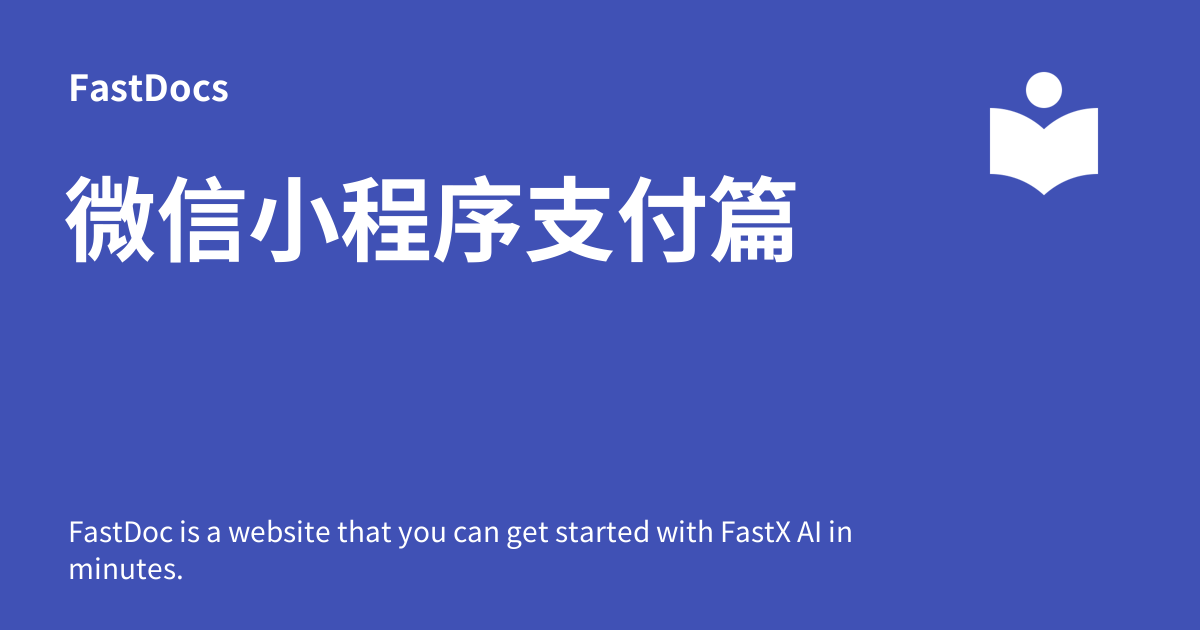 FastDocs
微信小程序支付篇
FastDoc is a website that you can get started with FastX AI in
minutes.